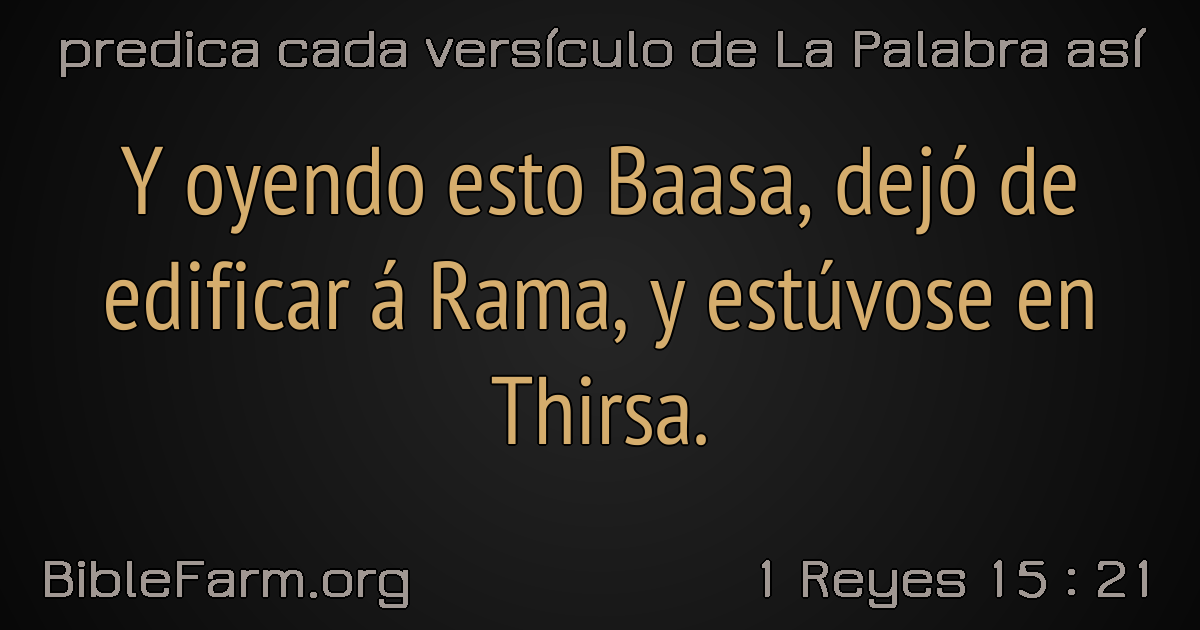 predica cada versículo de La Palabra así
Y oyendo esto Baasa, dejó de
edificar á Rama, y estúvose en
Thirsa.
BibleFarm.org
1 Reyes 15 : 21